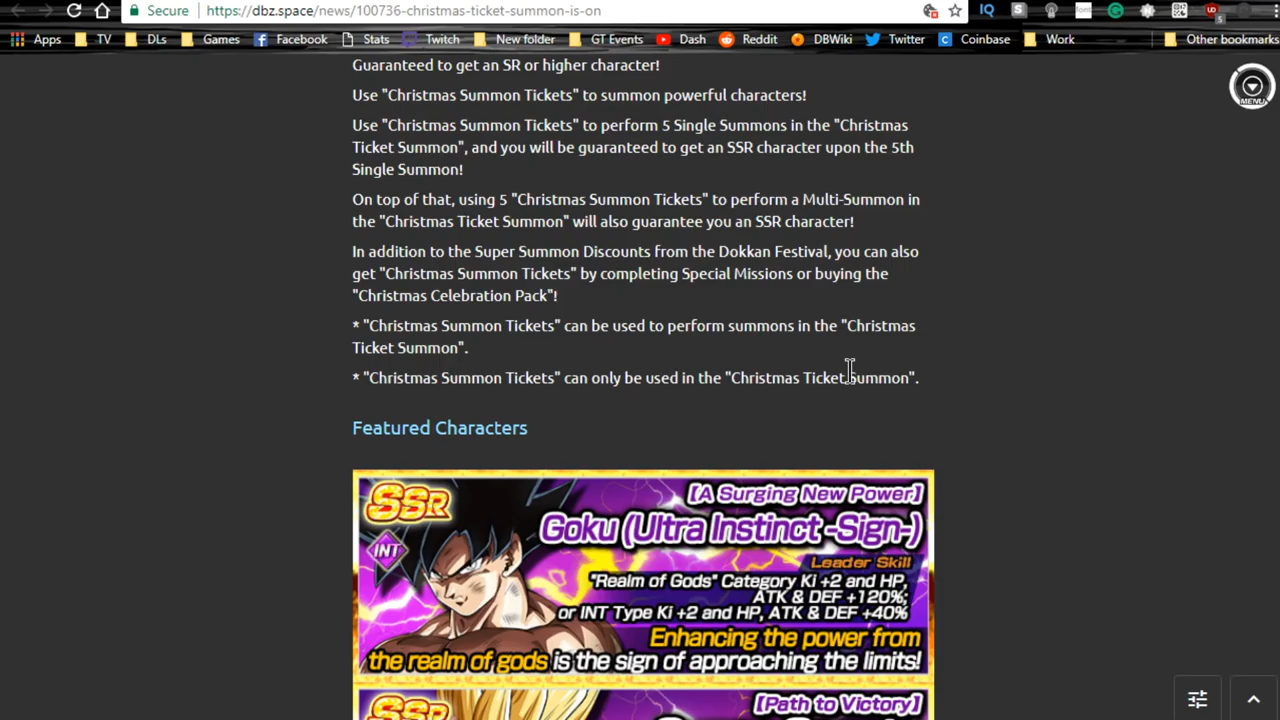 Secure https://dbz.space/news/100736-christmas-ticket-summon-is-on
Apps TV DLs Games Facebook Stats Twitch New folder GT Events Dash Reddit DBWiki Twitter Coinbase Work Other bookmarks
Guaranteed to get an SR or higher character!
Use "Christmas Summon Tickets" to summon powerful characters!
Use "Christmas Summon Tickets" to perform 5 Single Summons in the "Christmas
Ticket Summon", and you will be guaranteed to get an SSR character upon the 5th
Single Summon!
On top of that, using 5 "Christmas Summon Tickets" to perform a Multi-Summon in
the "Christmas Ticket Summon" will also guarantee you an SSR character!
In addition to the Super Summon Discounts from the Dokkan Festival, you can also
get "Christmas Summon Tickets" by completing Special Missions or buying the
"Christmas Celebration Pack"!
* "Christmas Summon Tickets" can be used to perform summons in the "Christmas
Ticket Summon".
* "Christmas Summon Tickets" can only be used in the "Christmas Ticket Summon".
MENU
Featured Characters
SSR
INT
[A Surging New Power]
Goku (Ultra Instinct -Sign-)
Leader Skill
"Realm of Gods" Category Ki +2 and HP,
ATK & DEF +120%;
or INT Type Ki +2 and HP, ATK & DEF +40%
Enhancing the power from
the realm of gods is the sign of approaching the limits!
SSR
[Path to Victory]